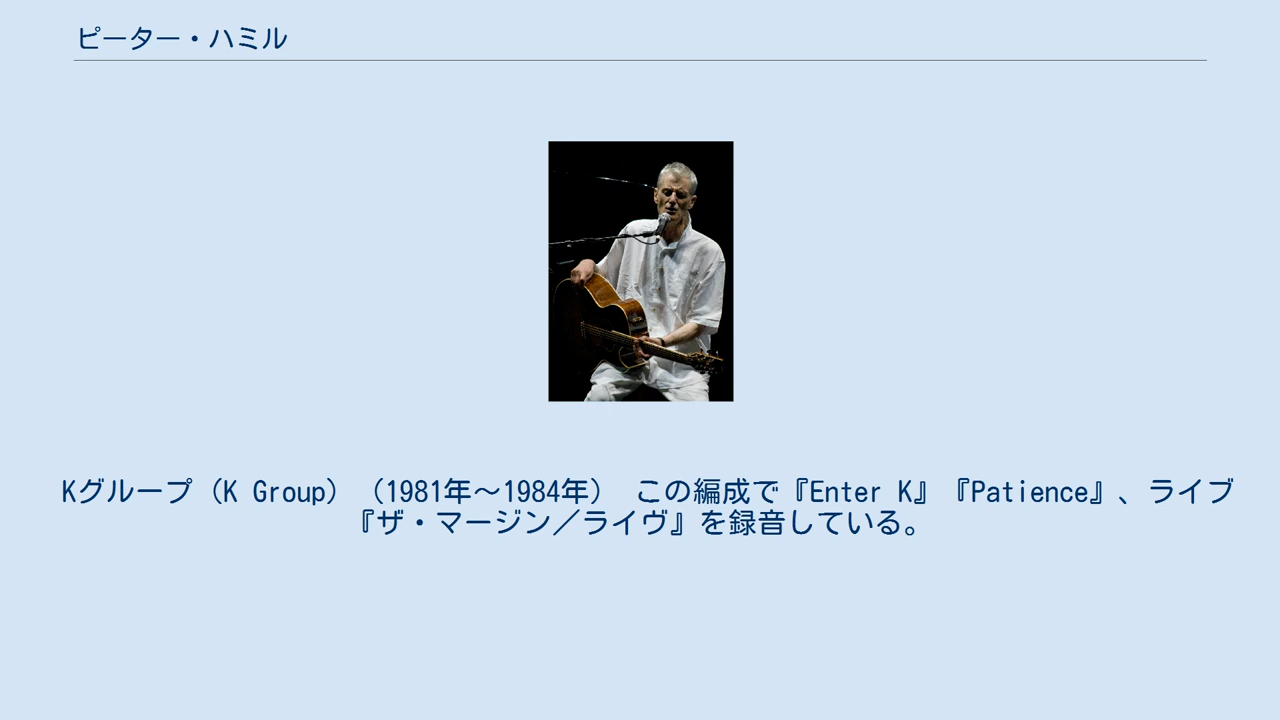 ピーター・ハミル
Kグループ（K Group）（1981年～1984年） この編成で『Enter K』『Patience』、ライブ
『ザ・マージン／ライヴ』を録音している。